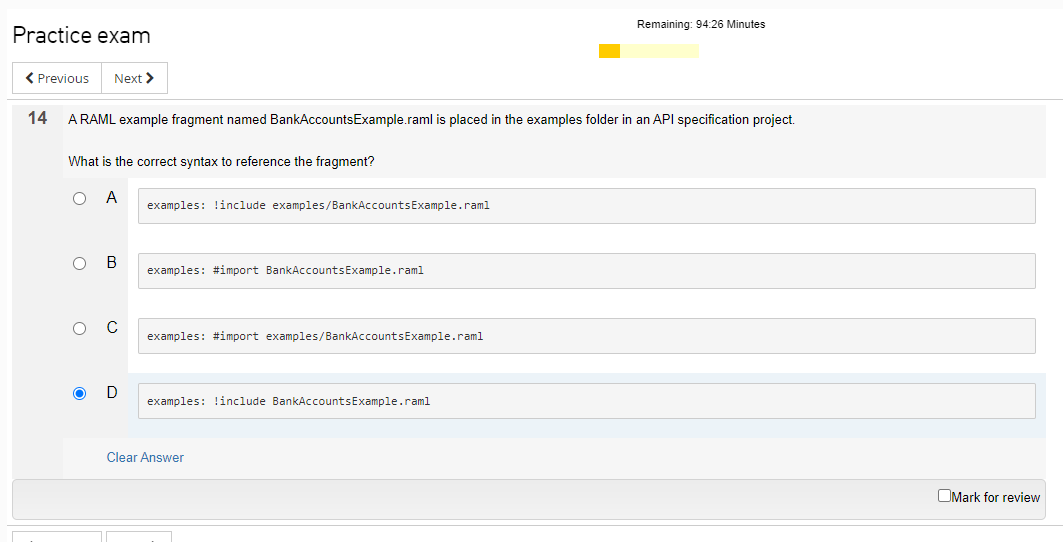 Practice exam
Remaining: 94:26 Minutes
Previous
Next
14
A RAML example fragment named BankAccountsExample.raml is placed in the examples folder in an API specification project.
What is the correct syntax to reference the fragment?
A
examples: !include examples/BankAccountsExample.raml
B
examples: #import BankAccountsExample.raml
C
examples: #import examples/BankAccountsExample.raml
D
examples: !include BankAccountsExample.raml
Clear Answer
Mark for review